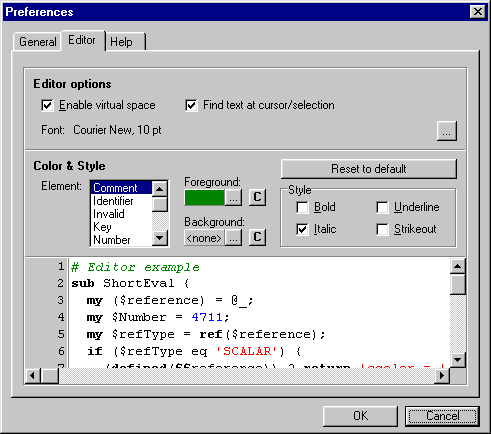 Preferences
General Editor Help
Editor options
Enable virtual space Find text at cursor/selection
Font: Courier New, 10 pt ...
Color & Style
Reset to default
Element: Comment Foreground: Style
Identifier ... C Bold Underline
Invalid
Key Background: Italic Strikeout
Number <none> ... C
1 # Editor example
2 sub ShortEval {
3 my ($reference) = @_;
4 my $Number = 4711;
5 my $refType = ref($reference);
6 if ($refType eq 'SCALAR') {
7
OK Cancel